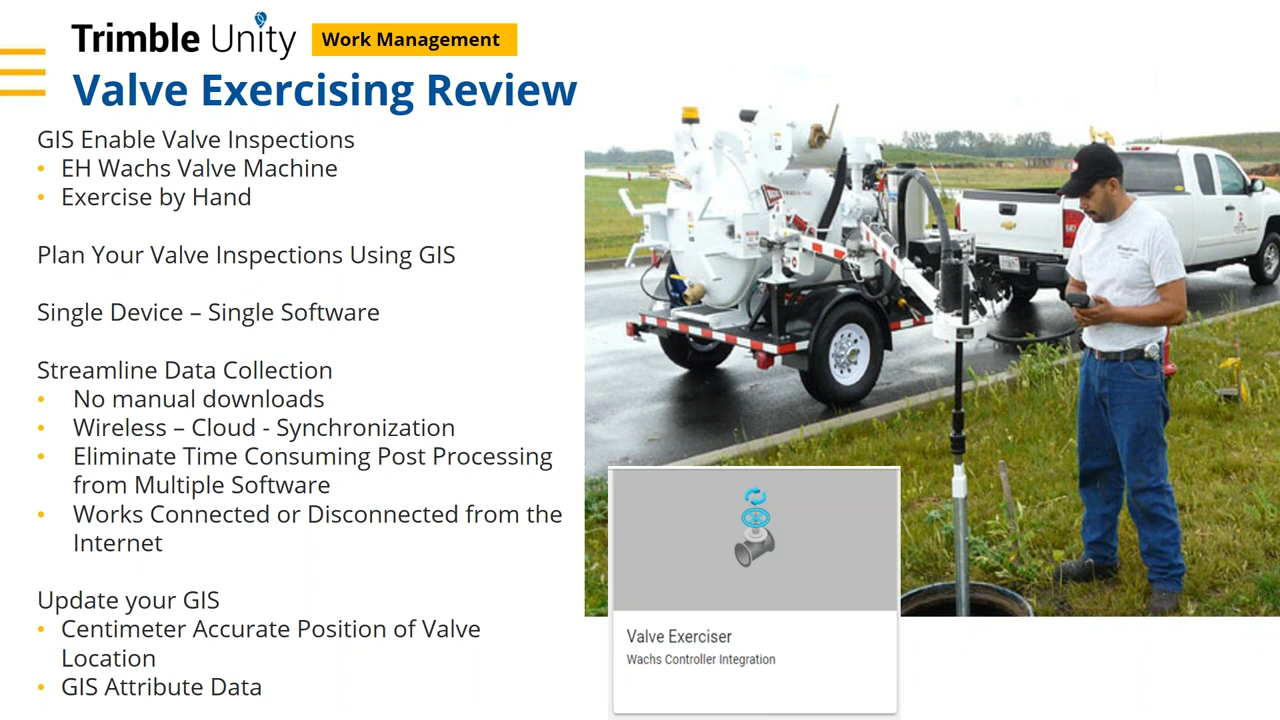 Trimble Unity
Work Management
Valve Exercising Review
GIS Enable Valve Inspections
• EH Wachs Valve Machine
• Exercise by Hand
Plan Your Valve Inspections Using GIS
Single Device – Single Software
Streamline Data Collection
• No manual downloads
• Wireless – Cloud - Synchronization
• Eliminate Time Consuming Post Processing
from Multiple Software
• Works Connected or Disconnected from the
Internet
Update your GIS
• Centimeter Accurate Position of Valve
Location
• GIS Attribute Data
Valve Exerciser
Wachs Controller Integration